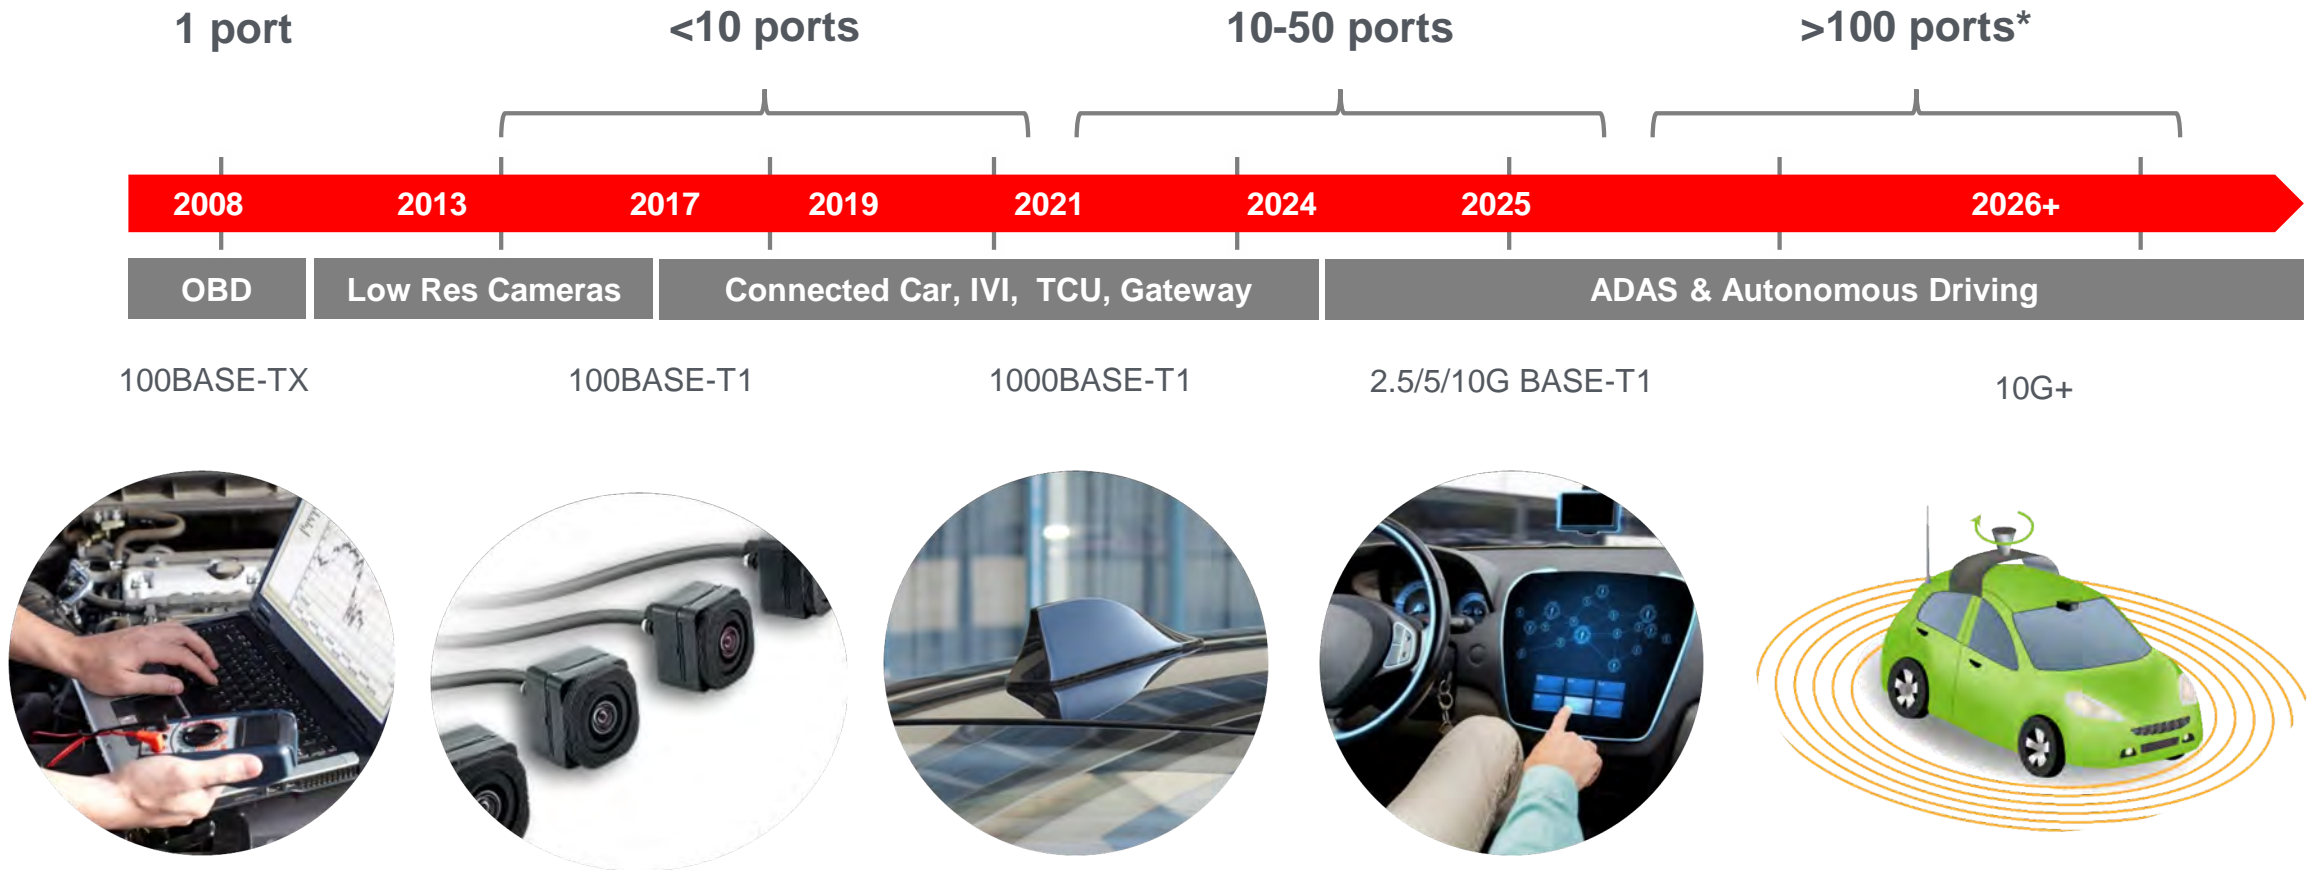 1 port
<10 ports
10-50 ports
>100 ports*
2008
2013
2017
2019
2021
2024
2025
2026+
OBD
Low Res Cameras
Connected Car, IVI, TCU, Gateway
ADAS & Autonomous Driving
100BASE-TX
100BASE-T1
1000BASE-T1
2.5/5/10G BASE-T1
10G+